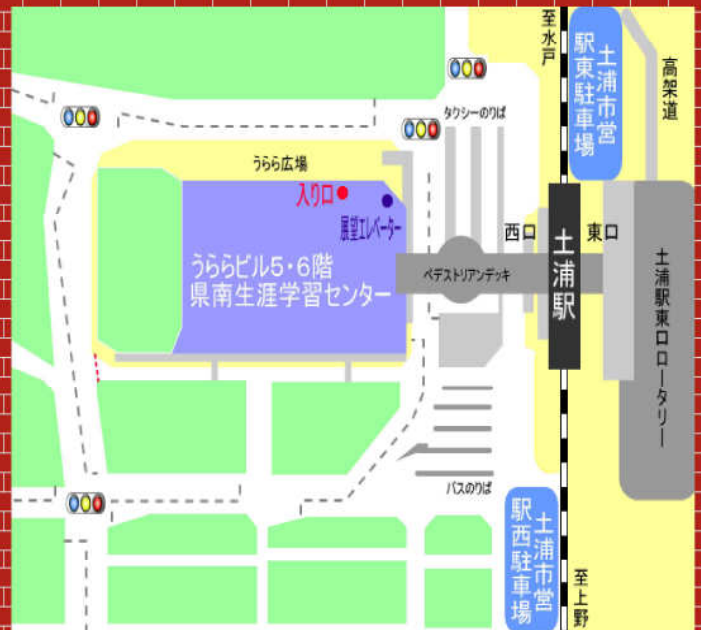 至水戸
土浦市営
駅東駐車場
高架道
タクシーのりば
うらら広場
入り口
展望エレベーター
西口
土浦駅
東口
うららビル5・6階
県南生涯学習センター
ペデストリアンデッキ
土浦駅東口ロータリー
バスのりば
土浦市営
駅西駐車場
至上野